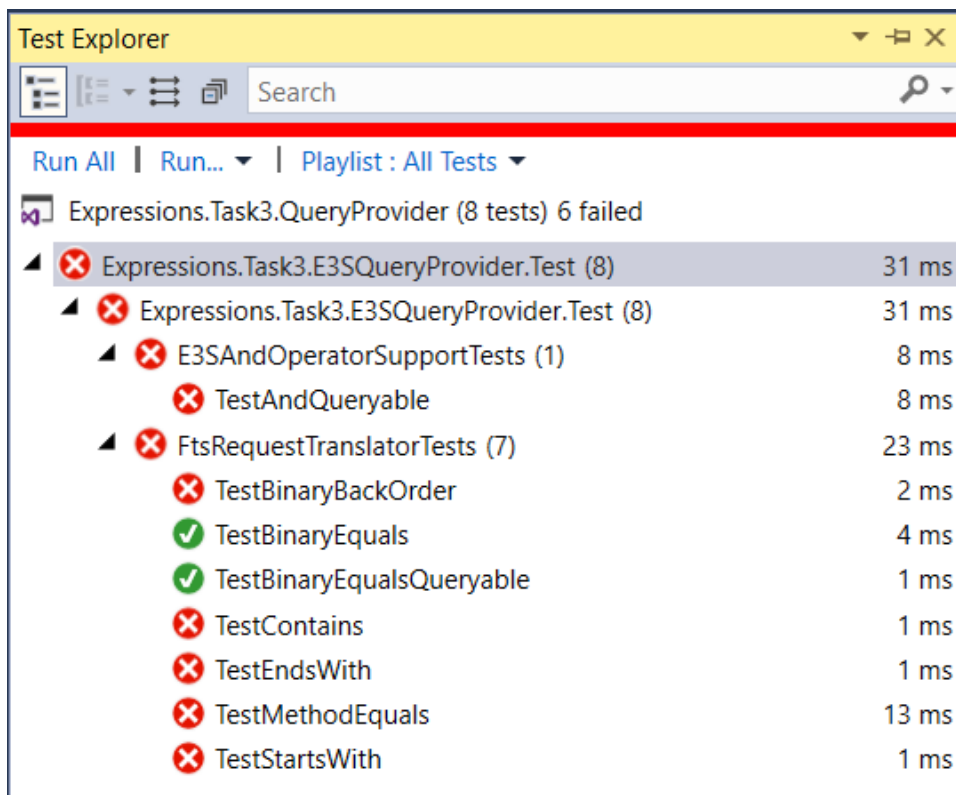 Test Explorer
Search
Run All | Run... | Playlist : All Tests
Expressions.Task3.QueryProvider (8 tests) 6 failed
Expressions.Task3.E3SQueryProvider.Test (8) 31 ms
Expressions.Task3.E3SQueryProvider.Test (8) 31 ms
E3SAndOperatorSupportTests (1) 8 ms
TestAndQueryable 8 ms
FtsRequestTranslatorTests (7) 23 ms
TestBinaryBackOrder 2 ms
TestBinaryEquals 4 ms
TestBinaryEqualsQueryable 1 ms
TestContains 1 ms
TestEndsWith 1 ms
TestMethodEquals 13 ms
TestStartsWith 1 ms